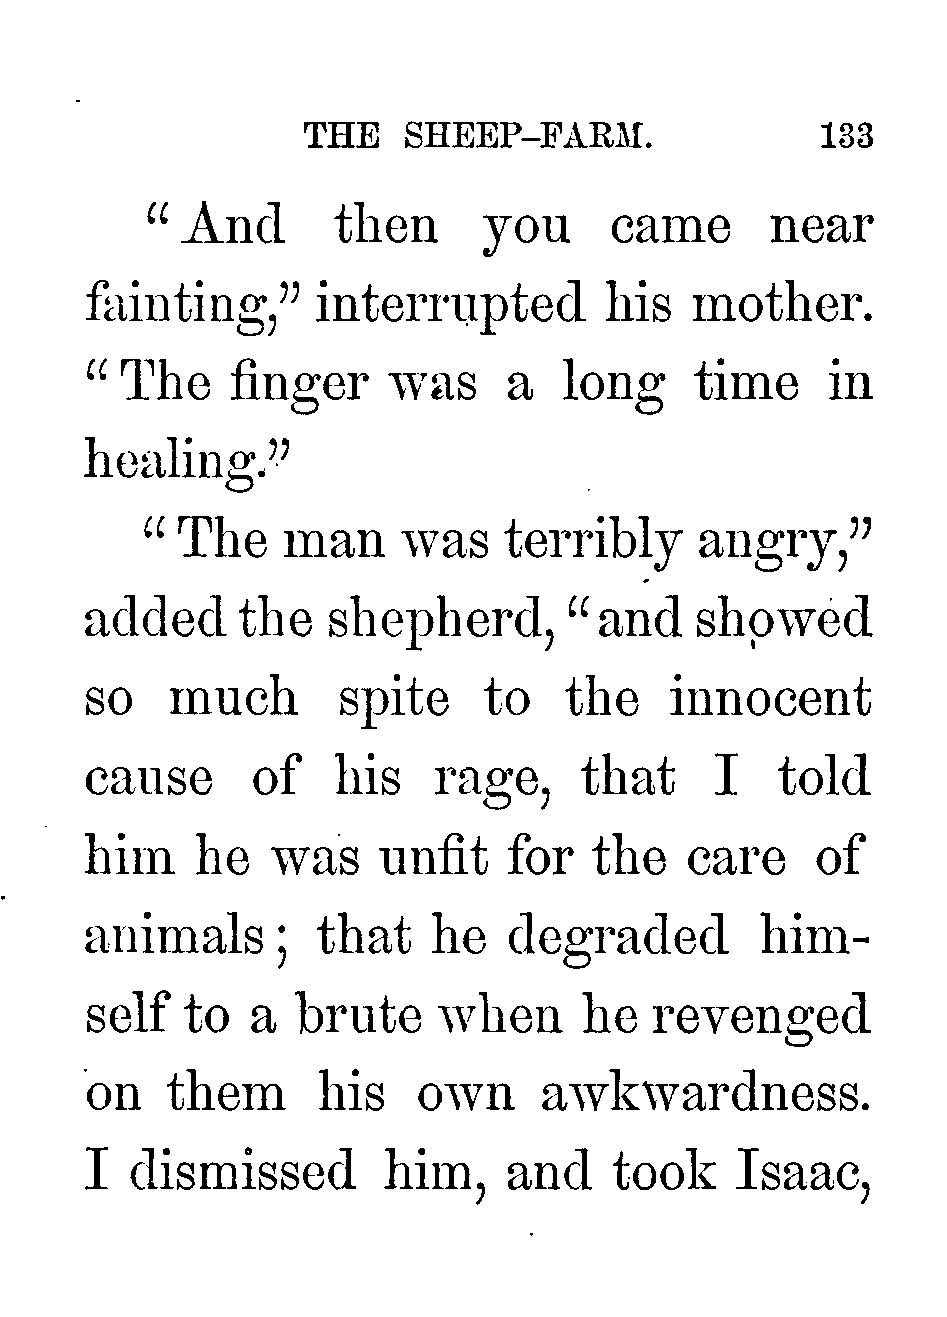 THE SHEEP-FARM. 133
“And then you came near
fainting,” interrupted his mother.
“The finger was a long time in
healing.”
“The man was terribly angry,”
added the shepherd, “and showed
so much spite to the innocent
cause of his rage, that I told
him he was unfit for the care of
animals; that he degraded him-
self to a brute when he revenged
on them his own awkwardness.
I dismissed him, and took Isaac,